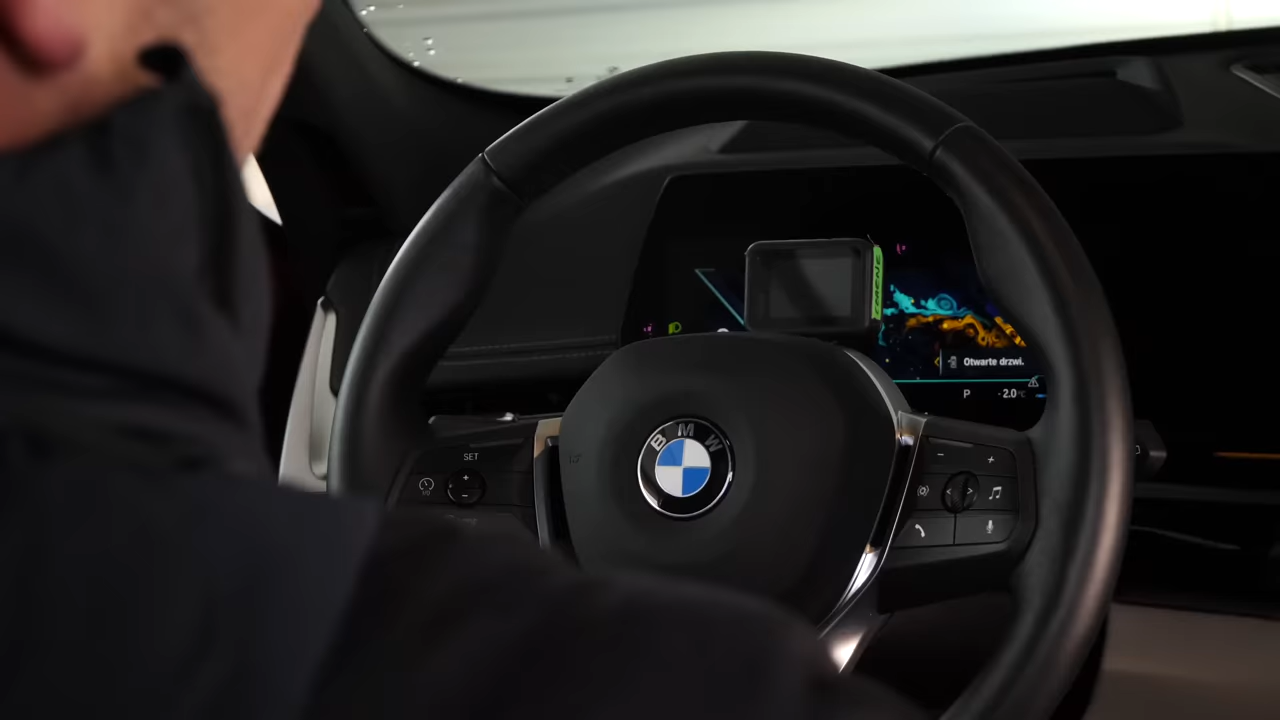 Otwarte drzwi.
P -2.0°C
BMW
SET
+
-
- +